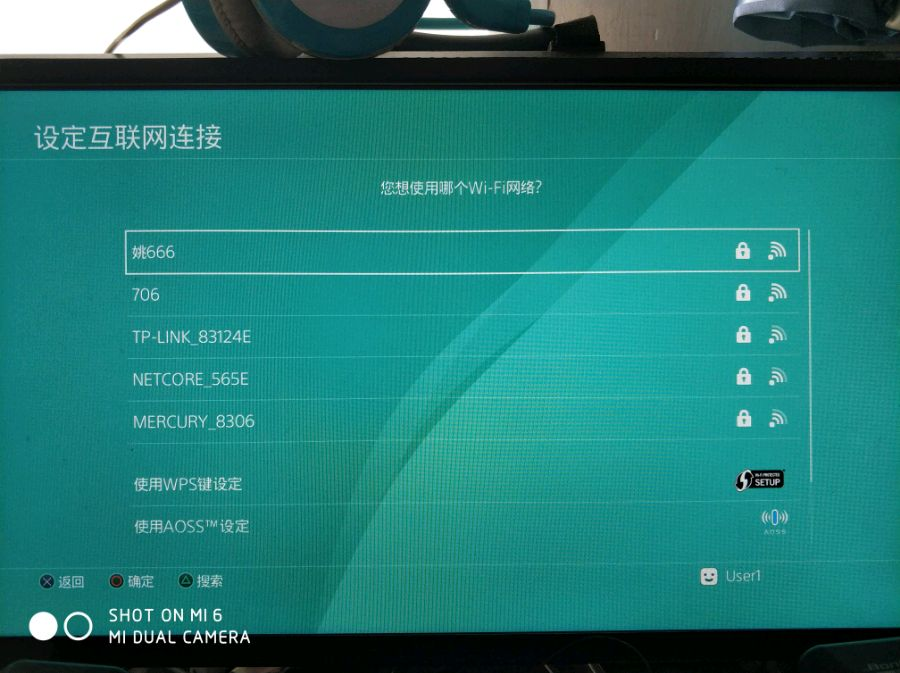 设定互联网连接
您想使用哪个Wi-Fi网络?
姚666
706
TP-LINK_83124E
NETCORE_565E
MERCURY_8306
使用WPS键设定
WI-FI PROTECTED
SETUP
使用AOSS™设定
AOSS
返回 确定 搜索
User1
SHOT ON MI 6
MI DUAL CAMERA